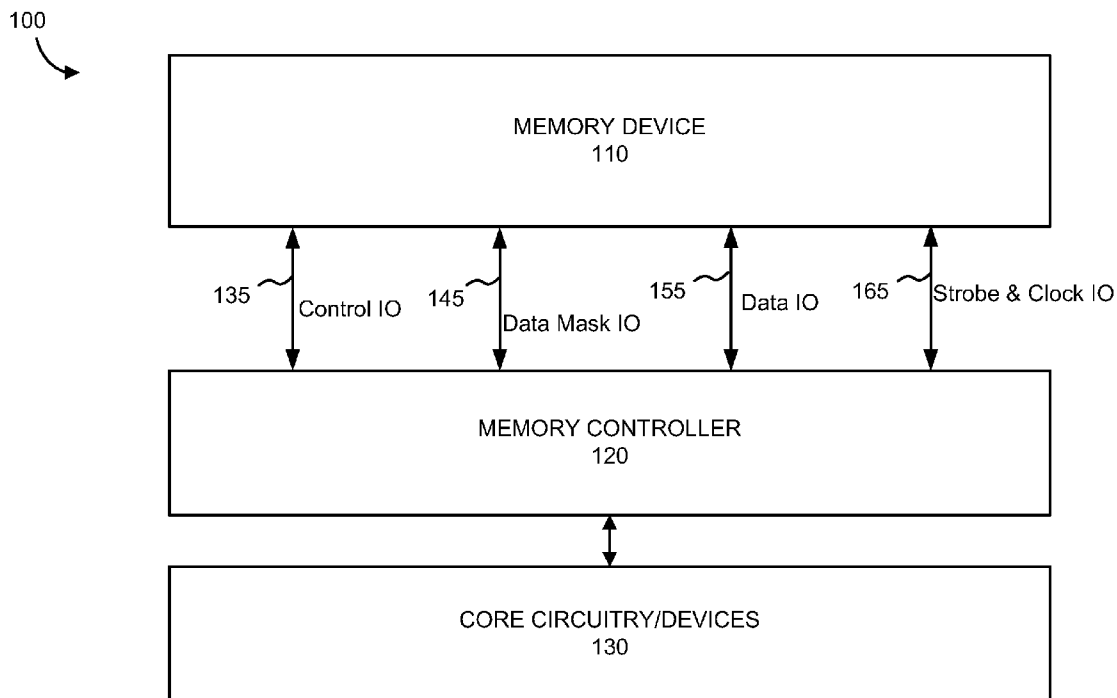 100
MEMORY DEVICE
110
135
Control IO
145
Data Mask IO
155
Data IO
165
Strobe & Clock IO
MEMORY CONTROLLER
120
CORE CIRCUITRY/DEVICES
130